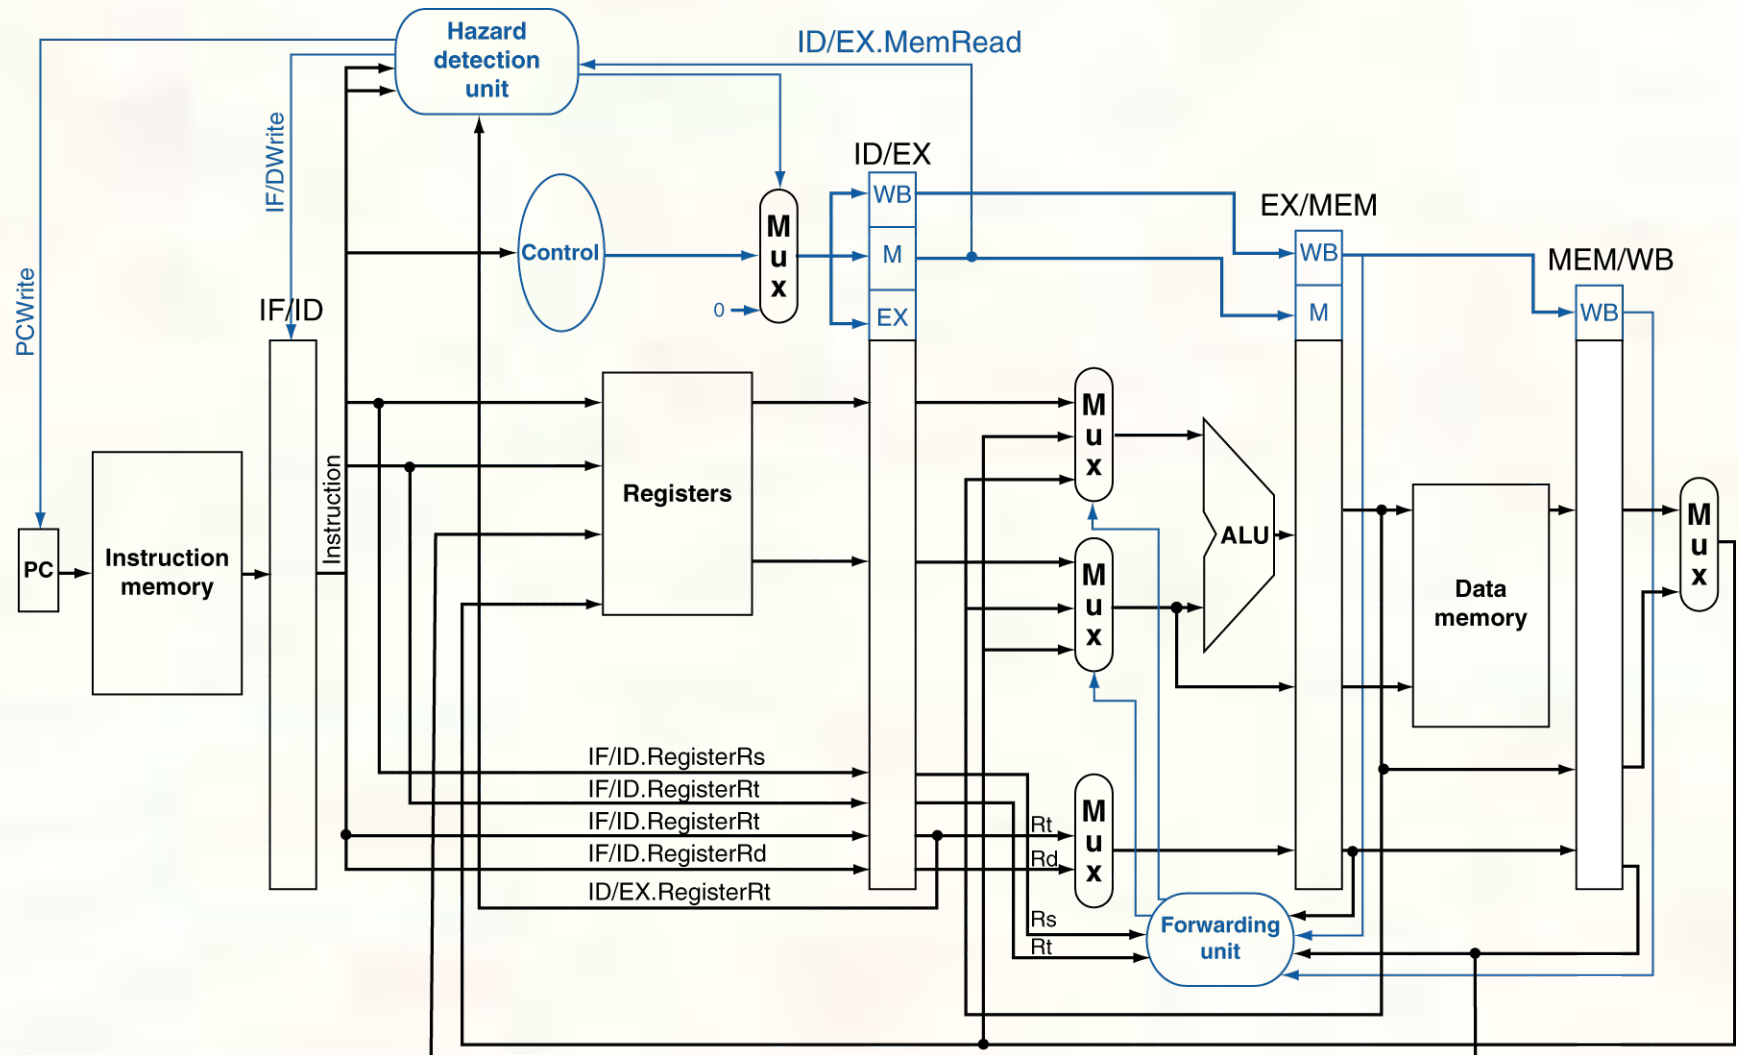 Hazard
detection
unit
ID/EX.MemRead
IF/DWrite
PCWrite
ID/EX
WB
M
EX
EX/MEM
WB
M
MEM/WB
WB
Control
M
u
x
0
IF/ID
Instruction
PC
Instruction
memory
Registers
M
u
x
M
u
x
ALU
Data
memory
M
u
x
IF/ID.RegisterRs
IF/ID.RegisterRt
IF/ID.RegisterRt
IF/ID.RegisterRd
ID/EX.RegisterRt
Rt
Rd
M
u
x
Rs
Rt
Forwarding
unit